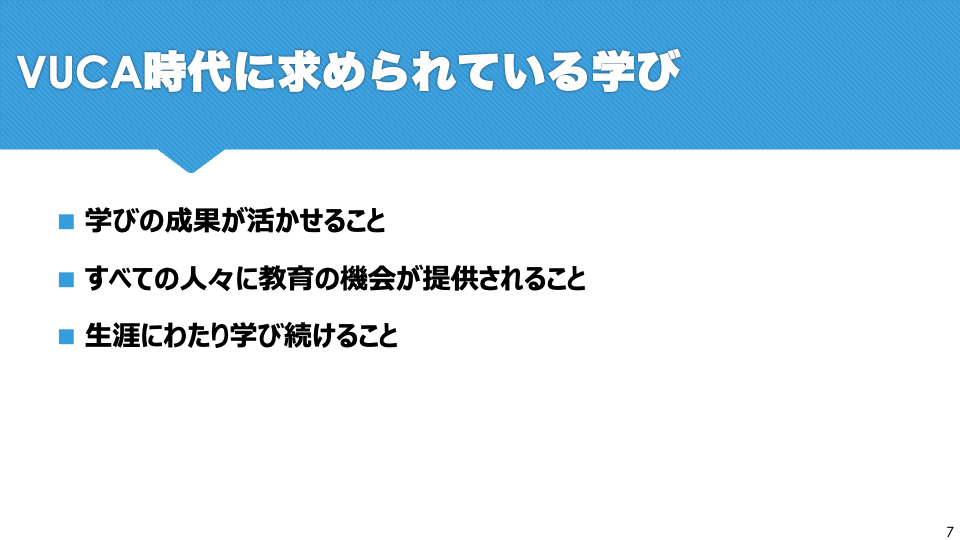 VUCA時代に求められている学び
学びの成果が活かせること
すべての人々に教育の機会が提供されること
生涯にわたり学び続けること
7